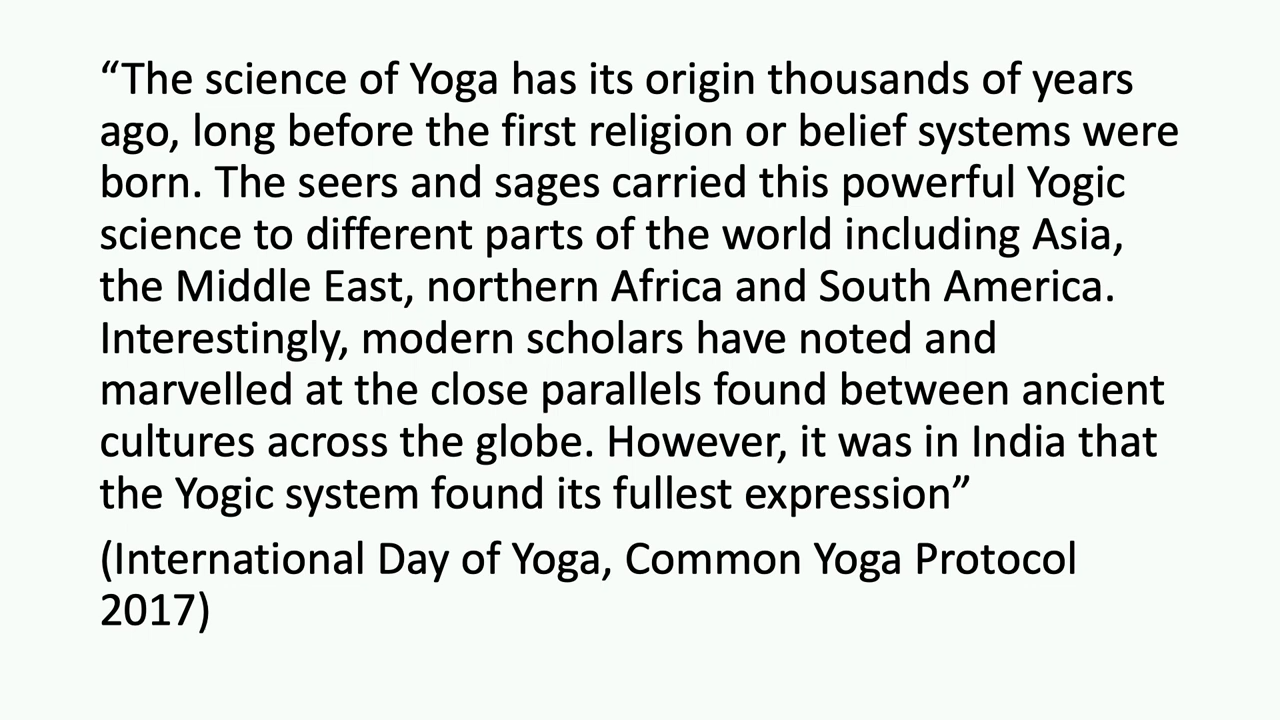 “The science of Yoga has its origin thousands of years
ago, long before the first religion or belief systems were
born. The seers and sages carried this powerful Yogic
science to different parts of the world including Asia,
the Middle East, northern Africa and South America.
Interestingly, modern scholars have noted and
marvelled at the close parallels found between ancient
cultures across the globe. However, it was in India that
the Yogic system found its fullest expression”
(International Day of Yoga, Common Yoga Protocol
2017)